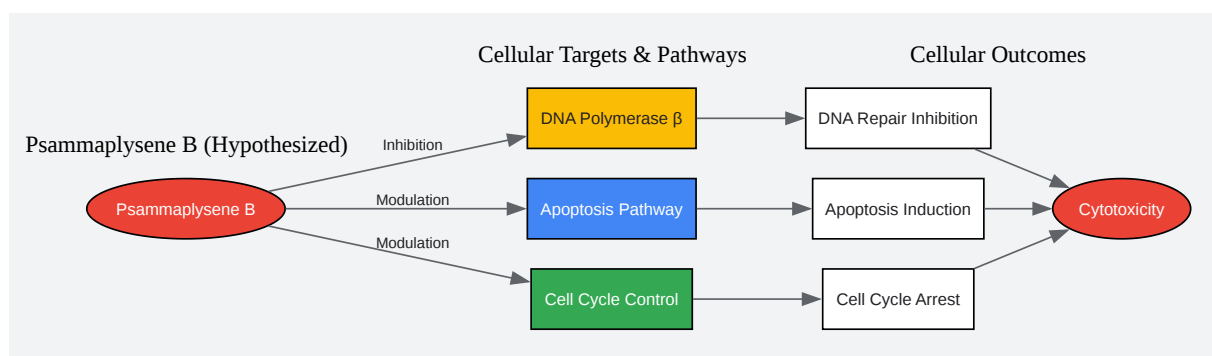 Cellular Targets & Pathways
Cellular Outcomes
Psammaplysene B (Hypothesized)
Psammaplysene B
Inhibition
Modulation
Modulation
DNA Polymerase β
Apoptosis Pathway
Cell Cycle Control
DNA Repair Inhibition
Apoptosis Induction
Cell Cycle Arrest
Cytotoxicity